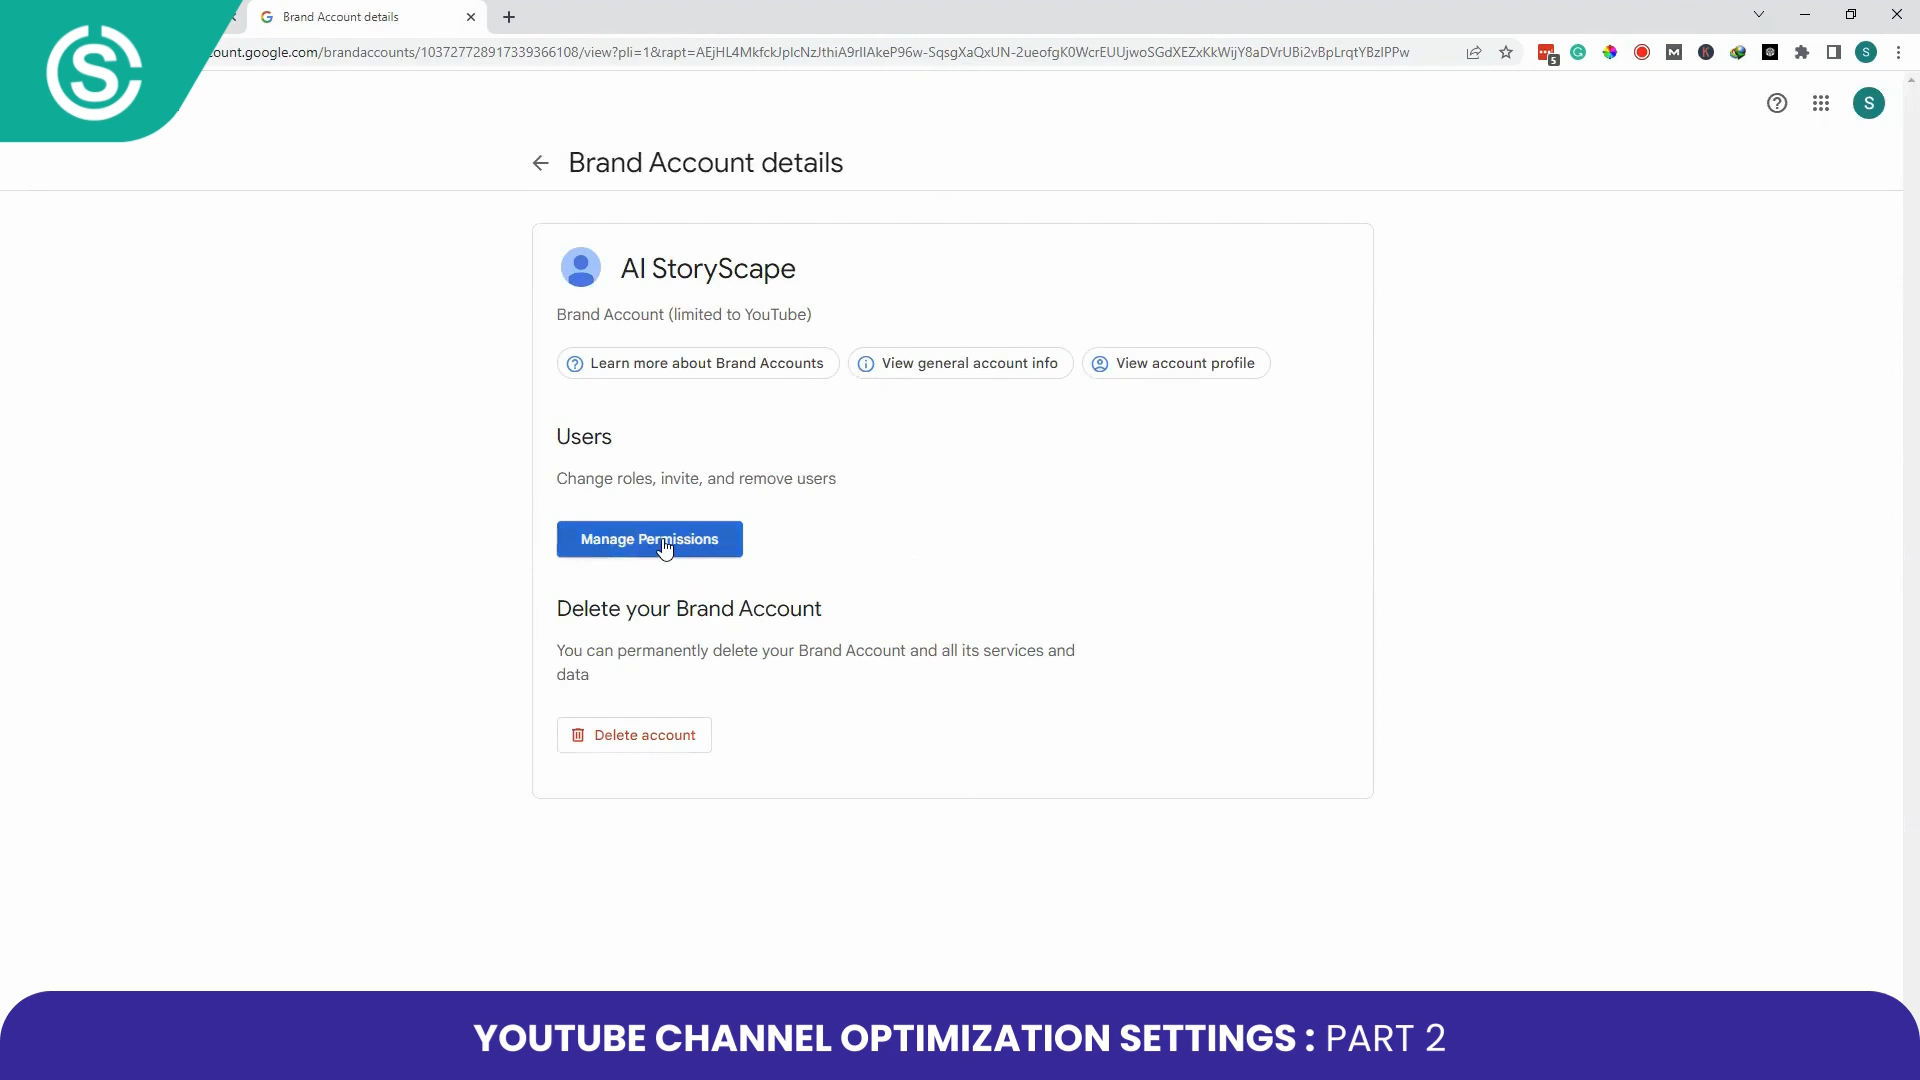 Brand Account details
ount.google.com/brandaccounts/103727728917339366108/view?pli=1&rapt=AEjHL4MkfckJplcNzJthiA9rIIAkeP96w-SqsgXaQxUN-2ueofgK0WcrEUUjwoSGdXEZxKkWijY8aDVrUBi2vBpLrqtYBzIPPw
5
S
S
Brand Account details
AI StoryScape
Brand Account (limited to YouTube)
Learn more about Brand Accounts
View general account info
View account profile
Users
Change roles, invite, and remove users
Manage Permissions
Delete your Brand Account
You can permanently delete your Brand Account and all its services and
data
Delete account
YOUTUBE CHANNEL OPTIMIZATION SETTINGS : PART 2